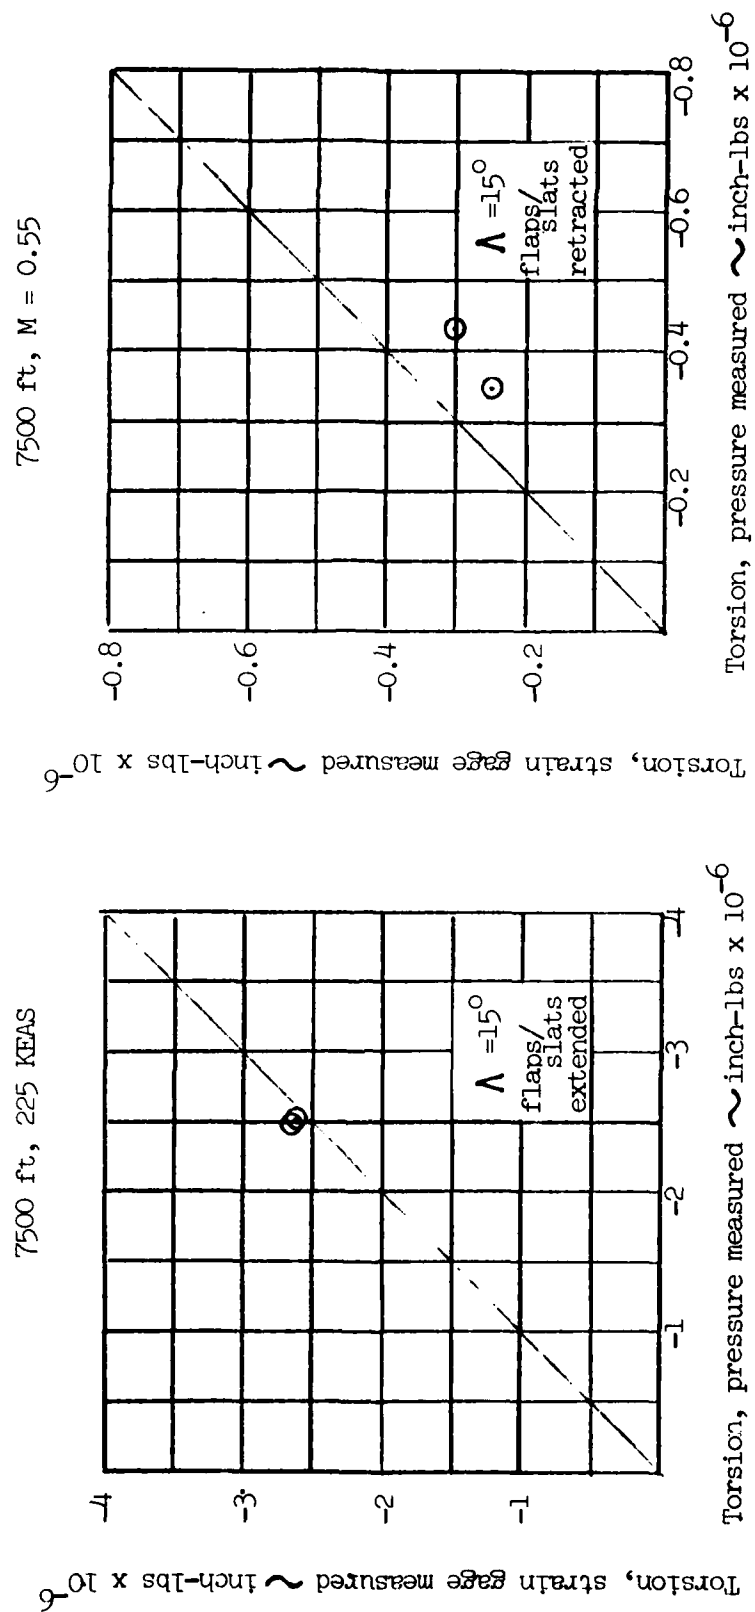 7500 ft, 225 KEAS
Torsion, strain gage measured ~ inch-lbs x 10⁻⁶
-4
-3
-2
-1
Λ =15°
flaps/
slats
extended
-1
-2
-3
-4
Torsion, pressure measured ~ inch-lbs x 10⁻⁶
7500 ft, M = 0.55
Torsion, strain gage measured ~ inch-lbs x 10⁻⁶
-0.8
-0.6
-0.4
-0.2
Λ =15°
flaps/
slats
retracted
-0.2
-0.4
-0.6
-0.8
Torsion, pressure measured ~ inch-lbs x 10⁻⁶